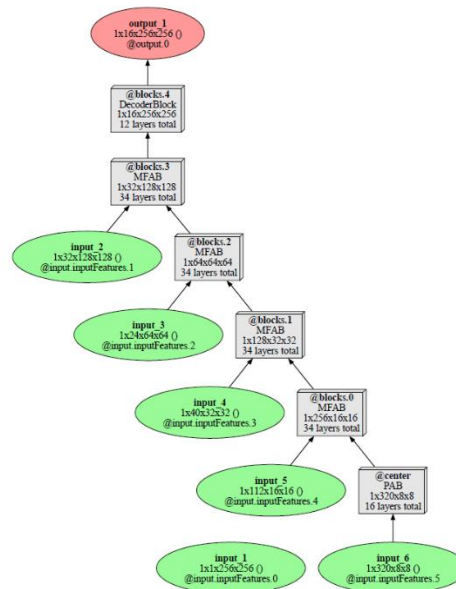 output_1
1x16x256x256 ()
@output.0
@blocks.4
DecoderBlock
1x16x256x256
12 layers total
@blocks.3
MFAB
1x32x128x128
34 layers total
input_2
1x32x128x128 ()
@input.inputFeatures.1
@blocks.2
MFAB
1x64x64x64
34 layers total
input_3
1x24x64x64 ()
@input.inputFeatures.2
@blocks.1
MFAB
1x128x32x32
34 layers total
input_4
1x40x32x32 ()
@input.inputFeatures.3
@blocks.0
MFAB
1x256x16x16
34 layers total
input_5
1x112x16x16 ()
@input.inputFeatures.4
@center
PAB
1x320x8x8
16 layers total
input_1
1x1x256x256 ()
@input.inputFeatures.0
input_6
1x320x8x8 ()
@input.inputFeatures.5